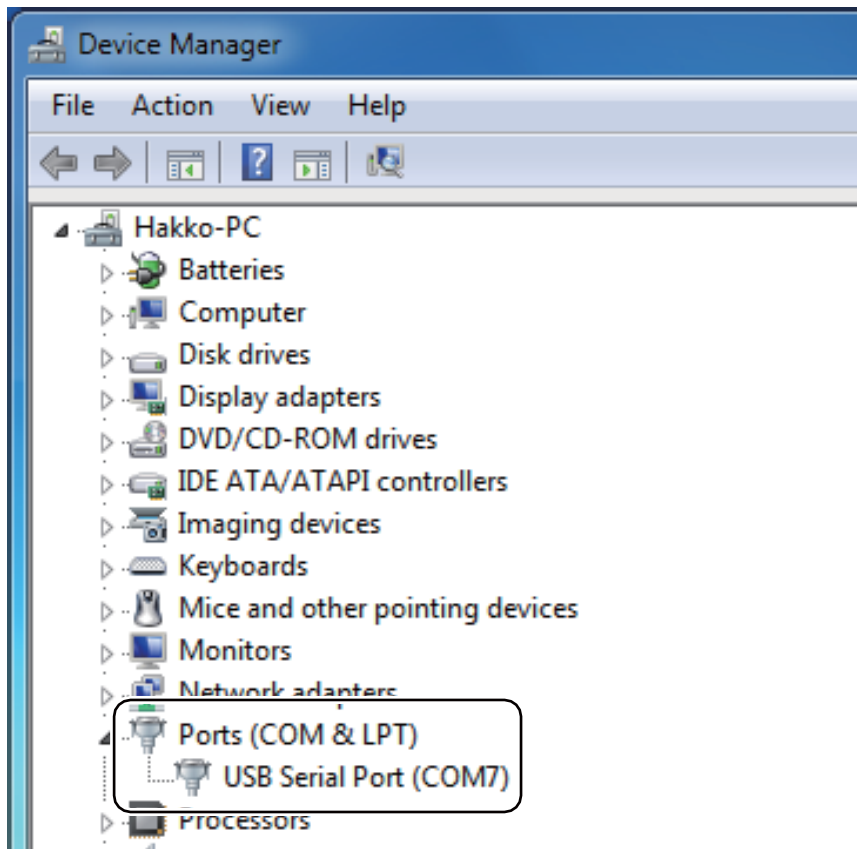 Device Manager
File Action View Help
Hakko-PC
Batteries
Computer
Disk drives
Display adapters
DVD/CD-ROM drives
IDE ATA/ATAPI controllers
Imaging devices
Keyboards
Mice and other pointing devices
Monitors
Network adapters
Ports (COM & LPT)
USB Serial Port (COM7)
Processors